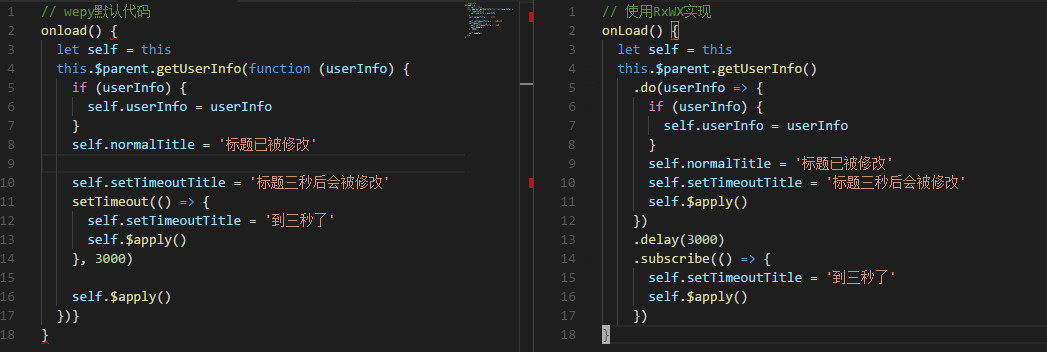 1 // wepy默认代码
2 onload() {
3 let self = this
4 this.$parent.getUserInfo(function (userInfo) {
5 if (userInfo) {
6 self.userInfo = userInfo
7 }
8 self.normalTitle = '标题已被修改'
9
10 self.setTimeoutTitle = '标题三秒后会被修改'
11 setTimeout(() => {
12 self.setTimeoutTitle = '到三秒了'
13 self.$apply()
14 }, 3000)
15
16 self.$apply()
17 })}
18 }
1 // 使用RxWX实现
2 onLoad() {
3 let self = this
4 this.$parent.getUserInfo()
5 .do(userInfo => {
6 if (userInfo) {
7 self.userInfo = userInfo
8 }
9 self.normalTitle = '标题已被修改'
10 self.setTimeoutTitle = '标题三秒后会被修改'
11 self.$apply()
12 })
13 .delay(3000)
14 .subscribe(() => {
15 self.setTimeoutTitle = '到三秒了'
16 self.$apply()
17 })
18 }